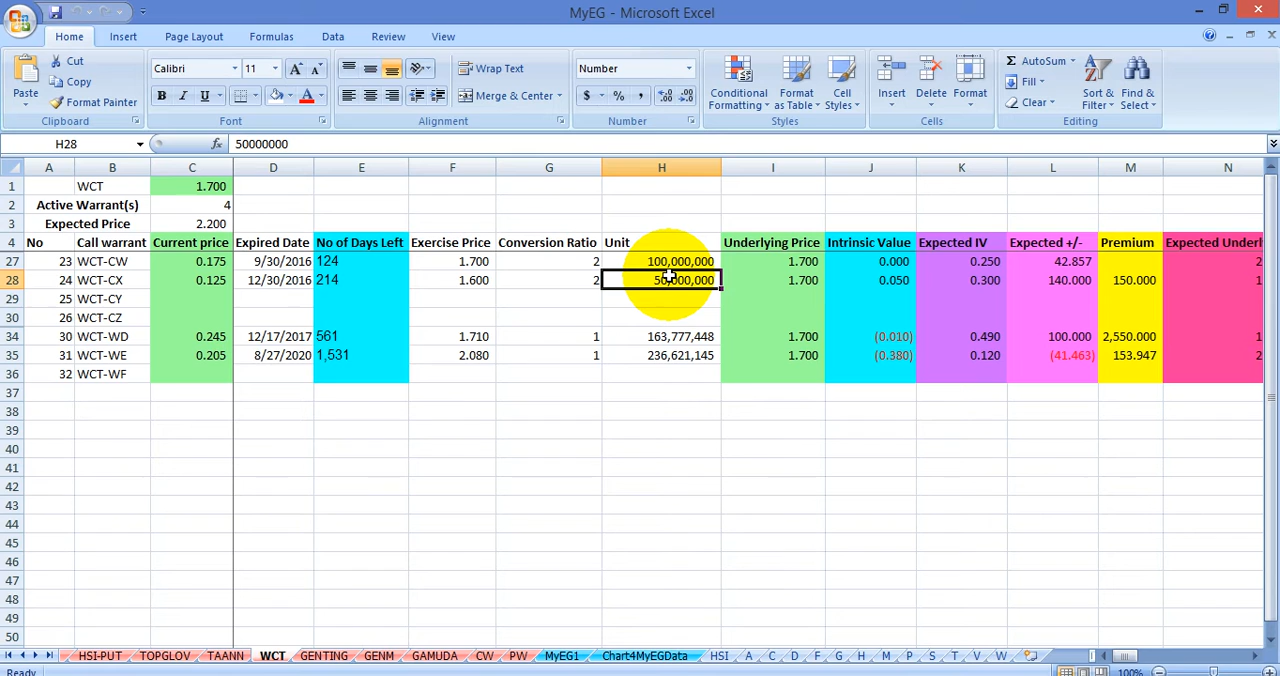 MyEG - Microsoft Excel
Home Insert Page Layout Formulas Data Review View
Paste Cut Copy Format Painter Clipboard
Calibri 11 B I U A Font
Wrap Text Merge & Center Alignment
Number $ % , Number
Conditional Formatting Format as Table Cell Styles Styles
Insert Delete Format Cells
AutoSum Fill Clear Sort & Filter Find & Select Editing
H28 fx 50000000
A B C D E F G H I J K L M N
1 WCT 1.700
2 Active Warrant(s) 4
3 Expected Price 2.200
4 No Call warrant Current price Expired Date No of Days Left Exercise Price Conversion Ratio Unit Underlying Price Intrinsic Value Expected IV Expected +/- Premium Expected Underl
27 23 WCT-CW 0.175 9/30/2016 124 1.700 2 100,000,000 1.700 0.000 0.250 42.857 2
28 24 WCT-CX 0.125 12/30/2016 214 1.600 2 50,000,000 1.700 0.050 0.300 140.000 150.000 1
29 25 WCT-CY
30 26 WCT-CZ
34 30 WCT-WD 0.245 12/17/2017 561 1.710 1 163,777,448 1.700 (0.010) 0.490 100.000 2,550.000 1
35 31 WCT-WE 0.205 8/27/2020 1,531 2.080 1 236,621,145 1.700 (0.380) 0.120 (41.463) 153.947 2
36 32 WCT-WF
37
38
39
40
41
42
43
44
45
46
47
48
49
50
HSI-PUT TOPGLOV TAANN WCT GENTING GENM GAMUDA CW PW MyEG1 Chart4MyEGData HSI A C D F G H M P S T V W
Ready 100%